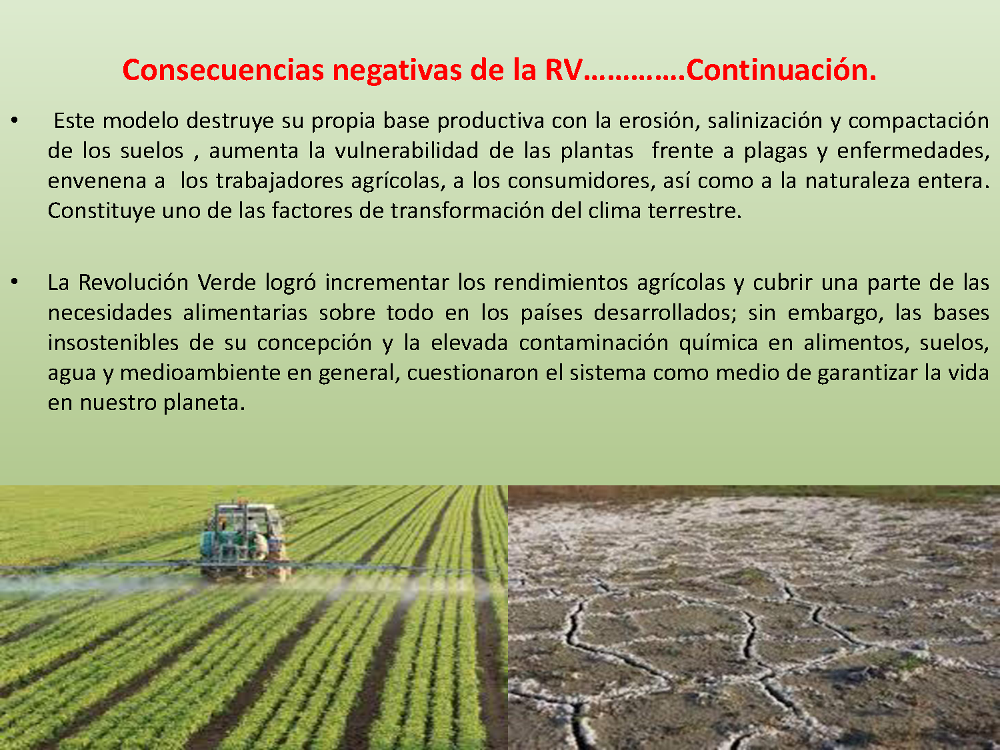 Consecuencias negativas de la RV………….Continuación.
• Este modelo destruye su propia base productiva con la erosión, salinización y compactación
de los suelos , aumenta la vulnerabilidad de las plantas frente a plagas y enfermedades,
envenena a los trabajadores agrícolas, a los consumidores, así como a la naturaleza entera.
Constituye uno de las factores de transformación del clima terrestre.
• La Revolución Verde logró incrementar los rendimientos agrícolas y cubrir una parte de las
necesidades alimentarias sobre todo en los países desarrollados; sin embargo, las bases
insostenibles de su concepción y la elevada contaminación química en alimentos, suelos,
agua y medioambiente en general, cuestionaron el sistema como medio de garantizar la vida
en nuestro planeta.